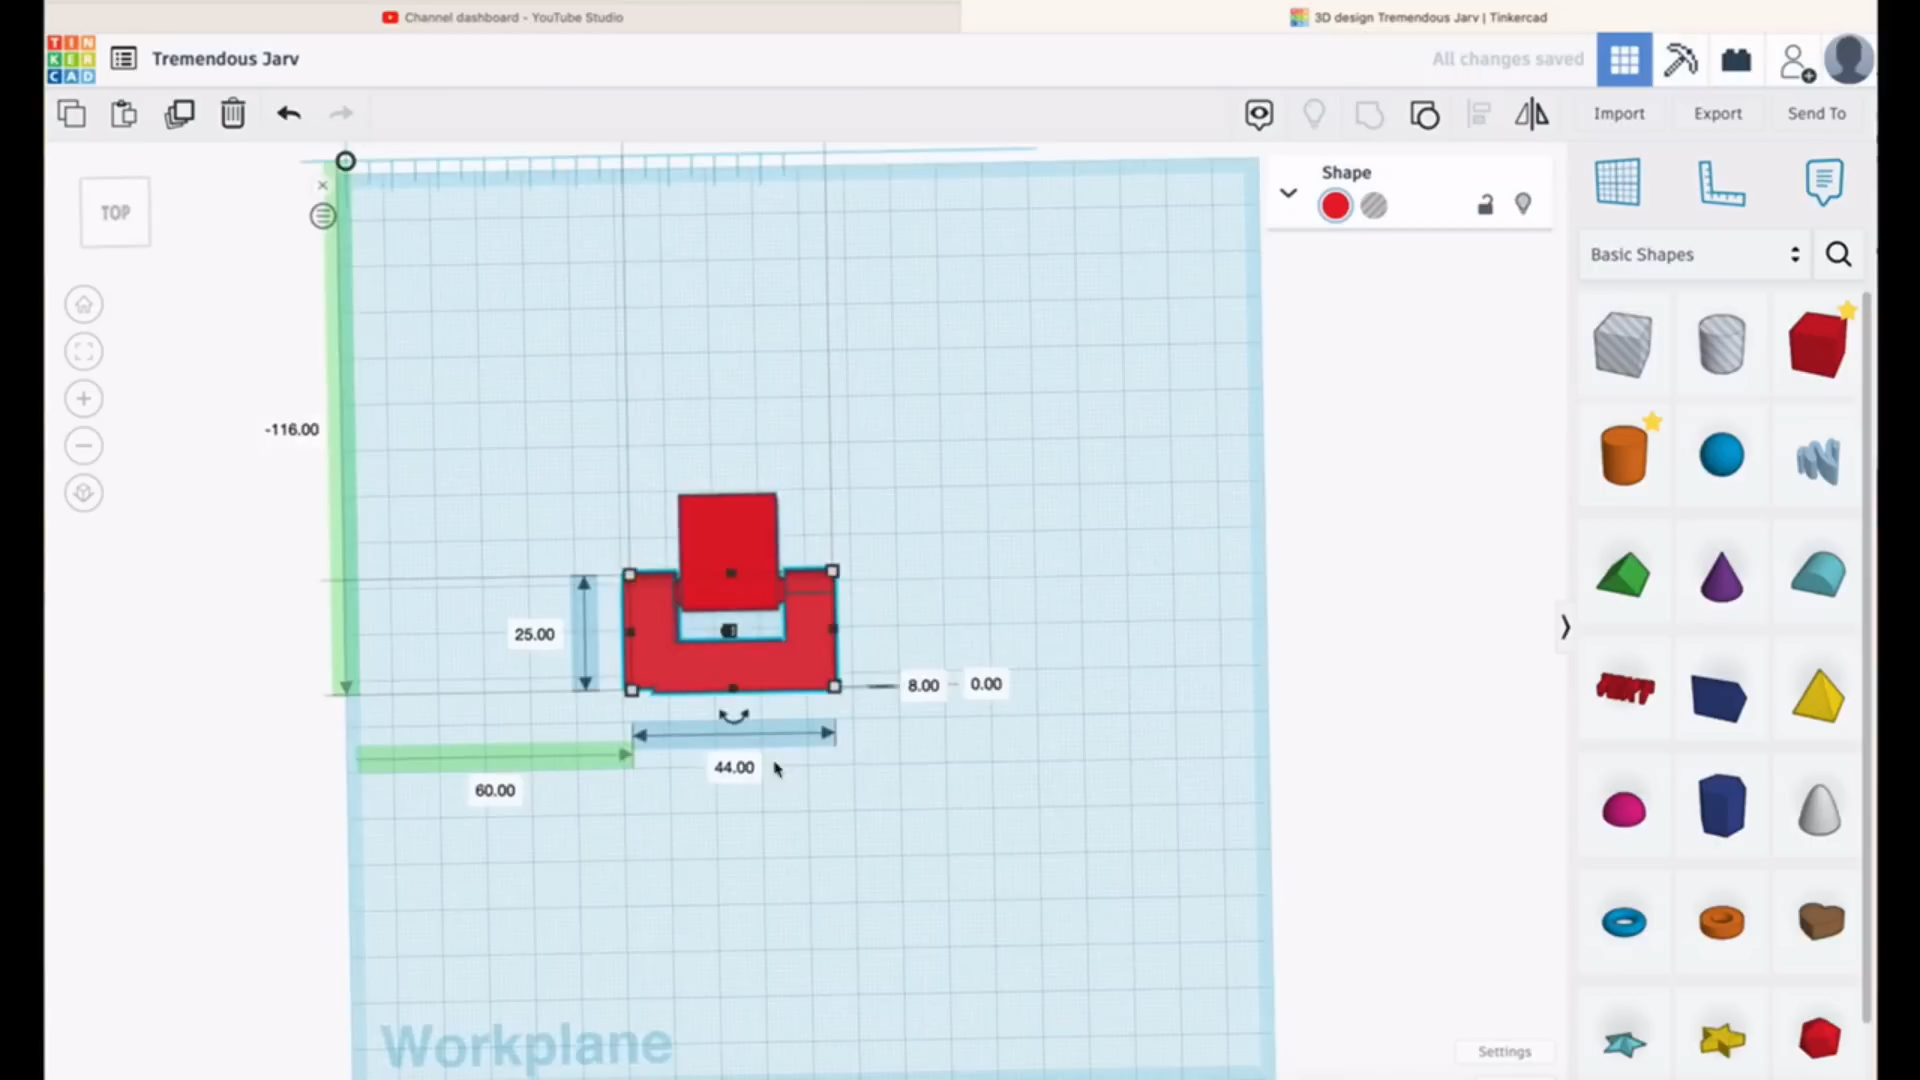 Channel dashboard - YouTube Studio
3D design Tremendous Jarv | Tinkercad
TIN
KER
CAD
Tremendous Jarv
All changes saved
Import
Export
Send To
TOP
Shape
Basic Shapes
-116.00
25.00
8.00
0.00
44.00
60.00
Workplane
Settings